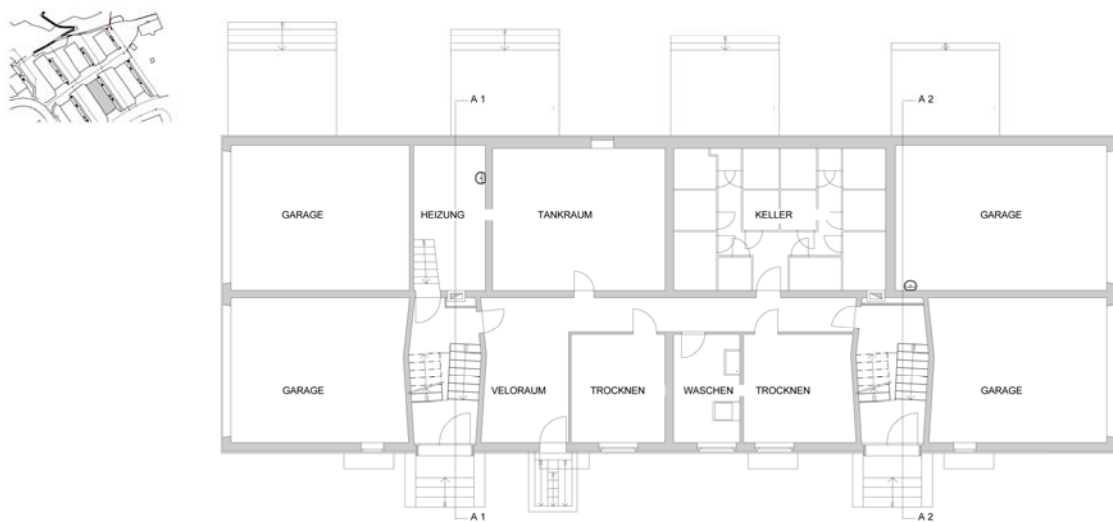 A 1
A 2
GARAGE
HEIZUNG
TANKRAUM
KELLER
GARAGE
GARAGE
VELORAUM
TROCKNEN
WASCHEN
TROCKNEN
GARAGE
A 1
A 2